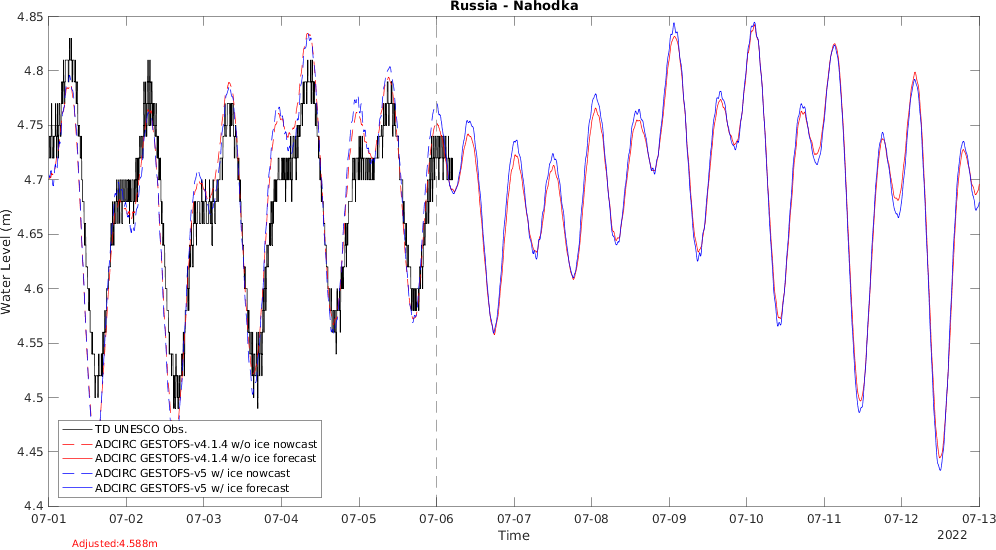 Russia - Nahodka
4.85
4.8
4.75
4.7
4.65
4.6
4.55
4.5
4.45
4.4
Water Level (m)
TD UNESCO Obs.
ADCIRC GESTOFS-v4.1.4 w/o ice nowcast
ADCIRC GESTOFS-v4.1.4 w/o ice forecast
ADCIRC GESTOFS-v5 w/ ice nowcast
ADCIRC GESTOFS-v5 w/ ice forecast
07-01 07-02 07-03 07-04 07-05 07-06 07-07 07-08 07-09 07-10 07-11 07-12 07-13
Time
2022
Adjusted:4.588m